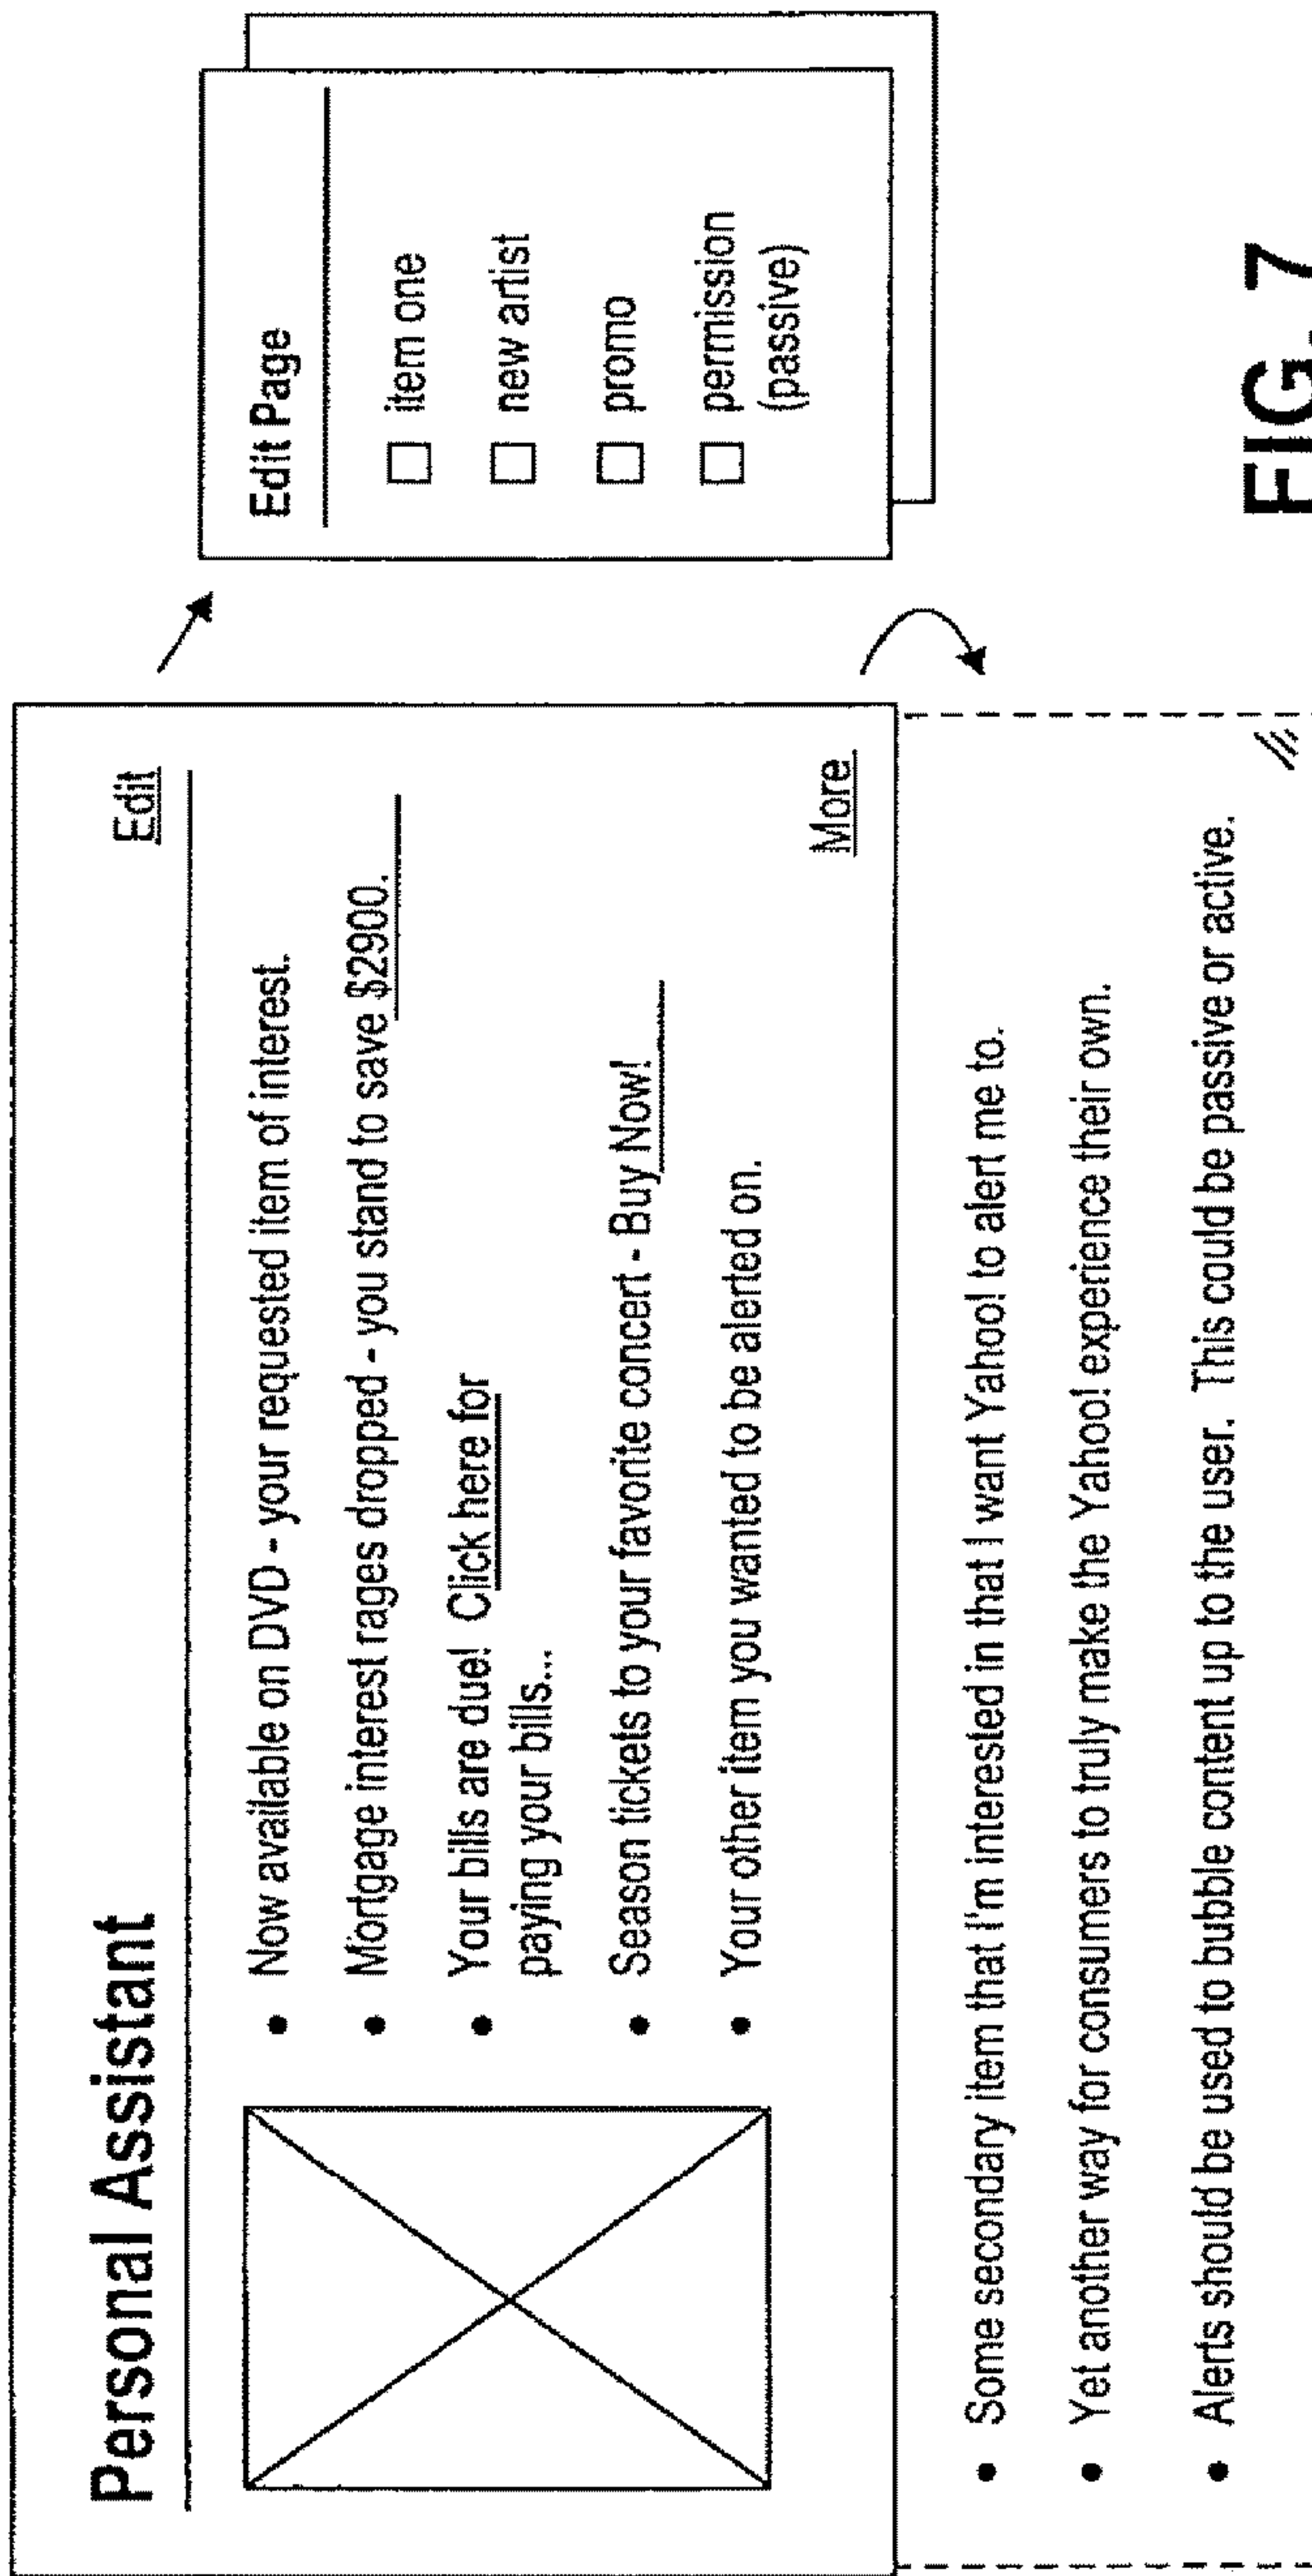 Personal Assistant
Edit
• Now available on DVD - your requested item of interest.
• Mortgage interest rages dropped - you stand to save $2900.
• Your bills are due!  Click here for
paying your bills...
• Season tickets to your favorite concert - Buy Now!
• Your other item you wanted to be alerted on.
More
• Some secondary item that I'm interested in that I want Yahoo! to alert me to.
• Yet another way for consumers to truly make the Yahoo! experience their own.
• Alerts should be used to bubble content up to the user.  This could be passive or active.
Edit Page
item one
new artist
promo
permission
(passive)
FIG. 7